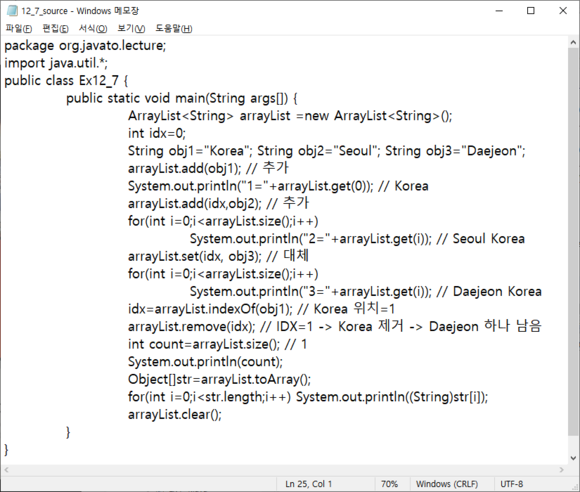 12_7_source - Windows 메모장
파일(F) 편집(E) 서식(O) 보기(V) 도움말(H)
package org.javato.lecture;
import java.util.*;
public class Ex12_7 {
public static void main(String args[]) {
ArrayList<String> arrayList =new ArrayList<String>();
int idx=0;
String obj1="Korea"; String obj2="Seoul"; String obj3="Daejeon";
arrayList.add(obj1); // 추가
System.out.println("1="+arrayList.get(0)); // Korea
arrayList.add(idx,obj2); // 추가
for(int i=0;i<arrayList.size();i++)
System.out.println("2="+arrayList.get(i)); // Seoul Korea
arrayList.set(idx, obj3); // 대체
for(int i=0;i<arrayList.size();i++)
System.out.println("3="+arrayList.get(i)); // Daejeon Korea
idx=arrayList.indexOf(obj1); // Korea 위치=1
arrayList.remove(idx); // IDX=1 -> Korea 제거 -> Daejeon 하나 남음
int count=arrayList.size(); // 1
System.out.println(count);
Object[]str=arrayList.toArray();
for(int i=0;i<str.length;i++) System.out.println((String)str[i]);
arrayList.clear();
}
}
Ln 25, Col 1 70% Windows (CRLF) UTF-8